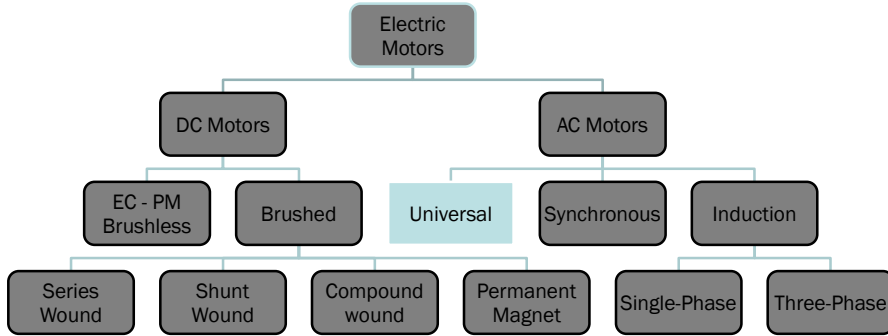 Electric
Motors
DC Motors
AC Motors
EC - PM
Brushless
Brushed
Universal
Synchronous
Induction
Series
Wound
Shunt
Wound
Compound
wound
Permanent
Magnet
Single-Phase
Three-Phase